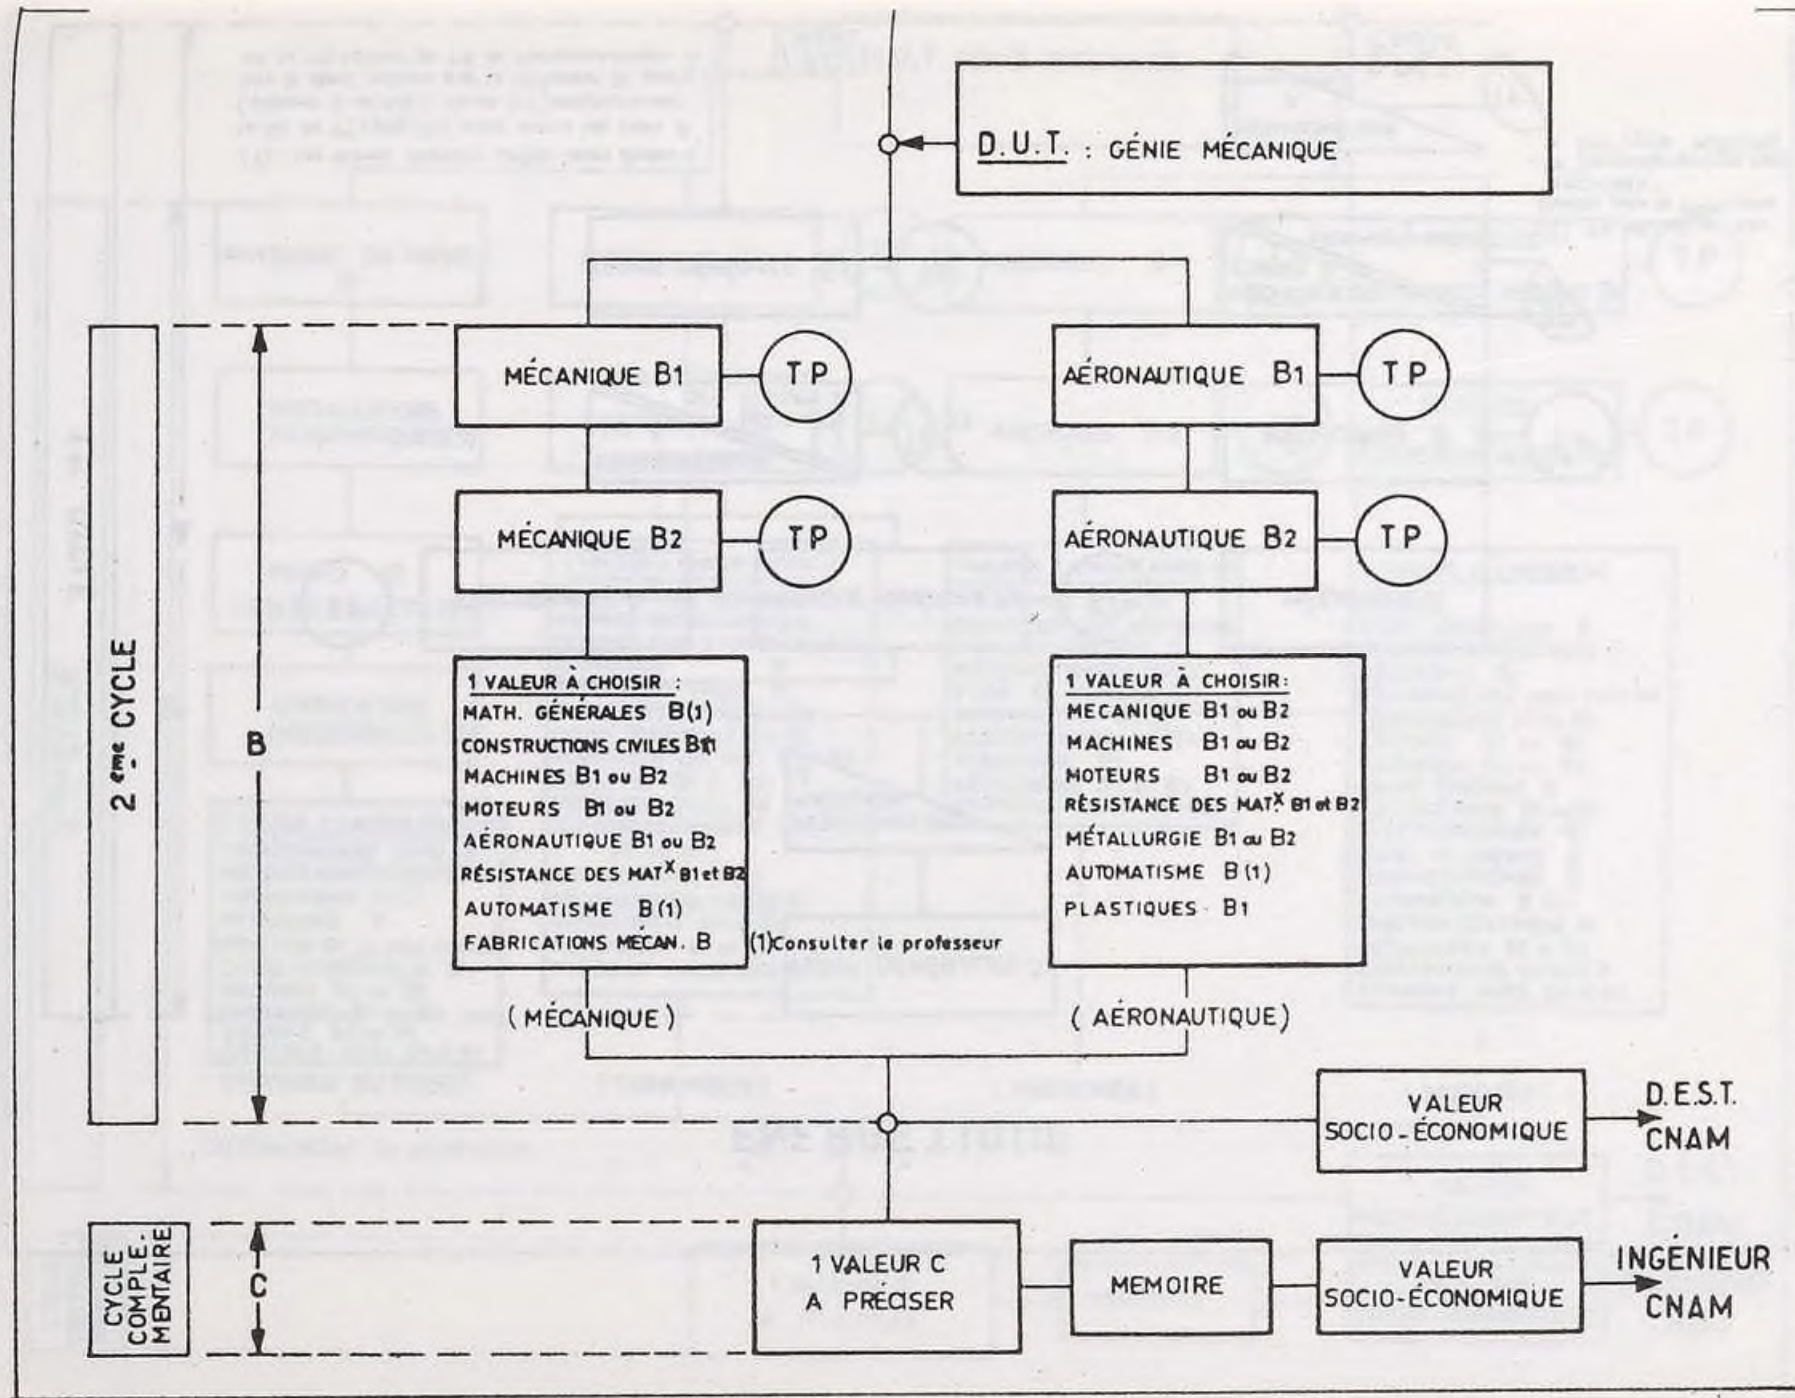 D.U.T. : GÉNIE MÉCANIQUE
2ème CYCLE
B
MÉCANIQUE B1
TP
AÉRONAUTIQUE B1
TP
MÉCANIQUE B2
TP
AÉRONAUTIQUE B2
TP
1 VALEUR À CHOISIR :
MATH. GÉNÉRALES B(1)
CONSTRUCTIONS CIVILES
MACHINES B1 ou B2
MOTEURS B1 ou B2
AÉRONAUTIQUE B1 ou B2
RÉSISTANCE DES MATX B1 et B2
AUTOMATISME B(1)
FABRICATIONS MÉCAN. B
(1) Consulter le professeur
1 VALEUR À CHOISIR:
MECANIQUE B1 ou B2
MACHINES B1 ou B2
MOTEURS B1 ou B2
RÉSISTANCE DES MATX B1 et B2
MÉTALLURGIE B1 ou B2
AUTOMATISME B(1)
PLASTIQUES B1
(MÉCANIQUE)
(AÉRONAUTIQUE)
VALEUR
SOCIO-ÉCONOMIQUE
D.E.S.T.
CNAM
CYCLE
COMPLE-
MENTAIRE
C
1 VALEUR C
A PRÉCISER
MEMOIRE
VALEUR
SOCIO-ÉCONOMIQUE
INGÉNIEUR
CNAM